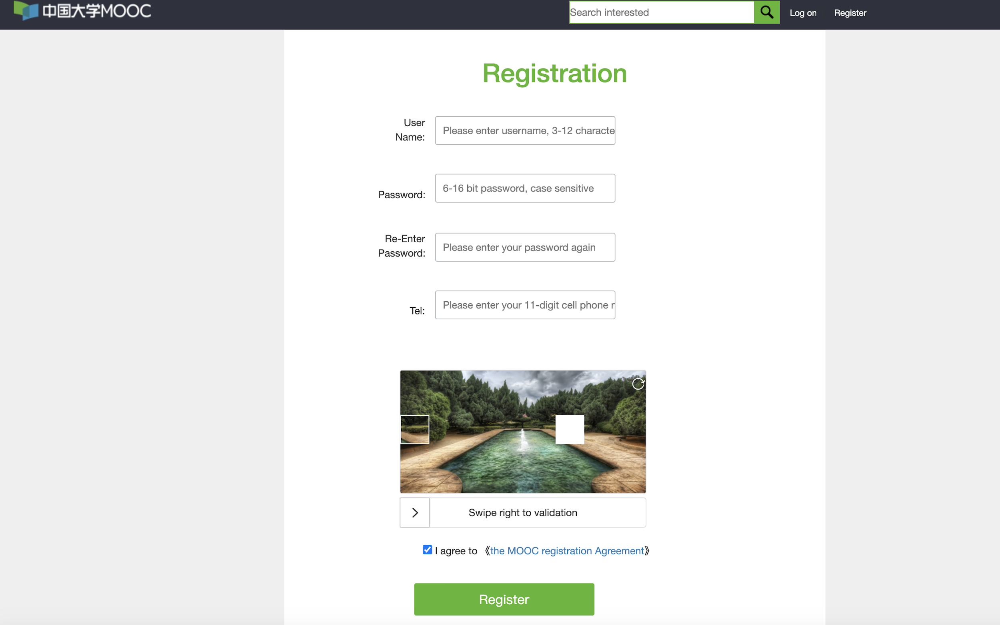 中国大学MOOC
Search interested
Log on
Register
Registration
User
Name:
Please enter username, 3-12 characte
Password:
6-16 bit password, case sensitive
Re-Enter
Password:
Please enter your password again
Tel:
Please enter your 11-digit cell phone
Swipe right to validation
I agree to 《the MOOC registration Agreement》
Register